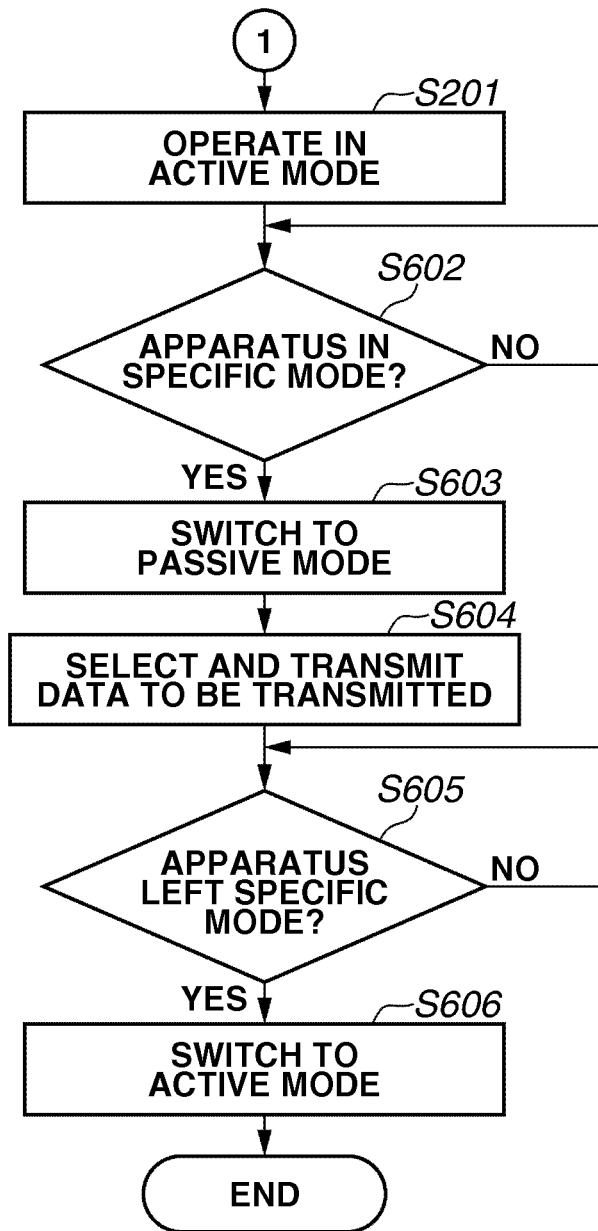 1
S201
OPERATE IN
ACTIVE MODE
S602
APPARATUS IN
SPECIFIC MODE?
NO
YES
S603
SWITCH TO
PASSIVE MODE
S604
SELECT AND TRANSMIT
DATA TO BE TRANSMITTED
S605
APPARATUS
LEFT SPECIFIC
MODE?
NO
YES
S606
SWITCH TO
ACTIVE MODE
END